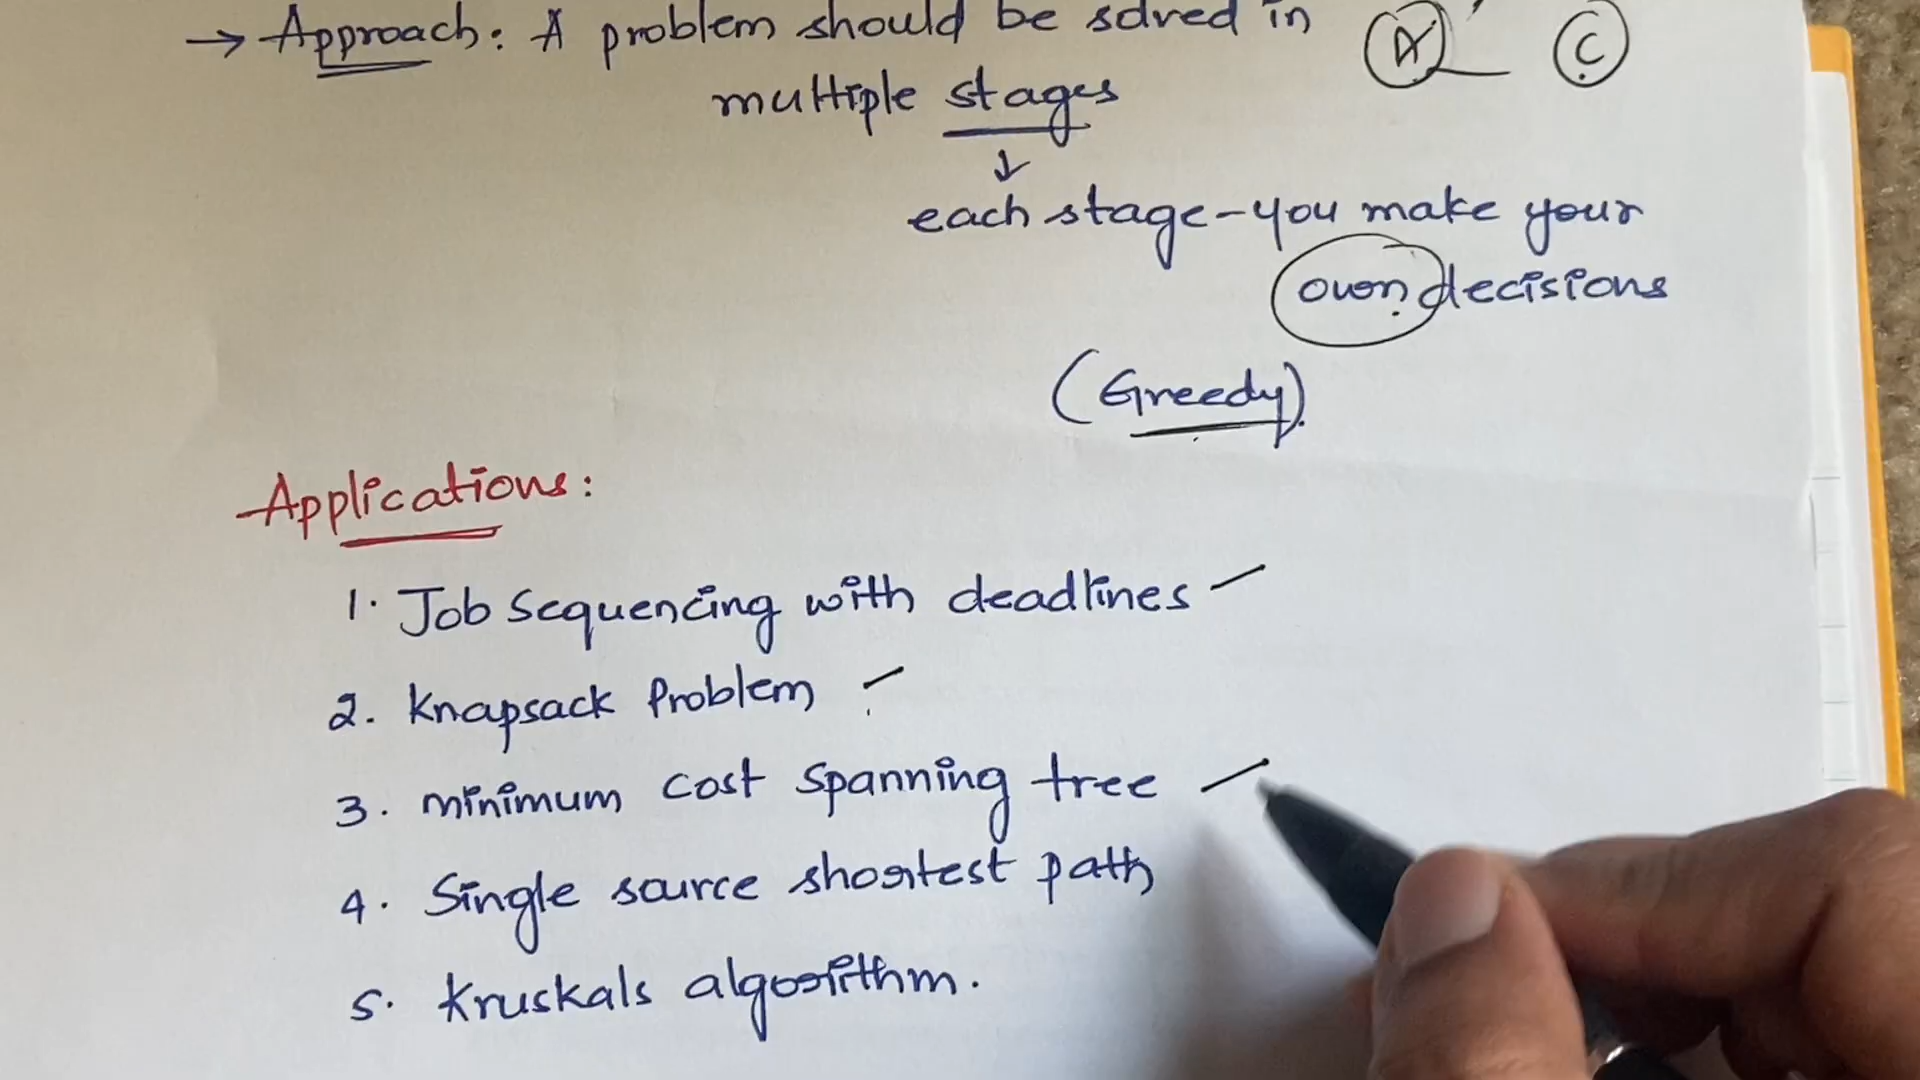 → Approach: A problem should be solved in
multiple stages
↓
each stage-you make your
own decisions
(Greedy)
A
C
Applications:
1. Job Sequencing with deadlines
2. Knapsack Problem
3. minimum cost spanning tree
4. Single source shortest path
5. Kruskals algorithm.